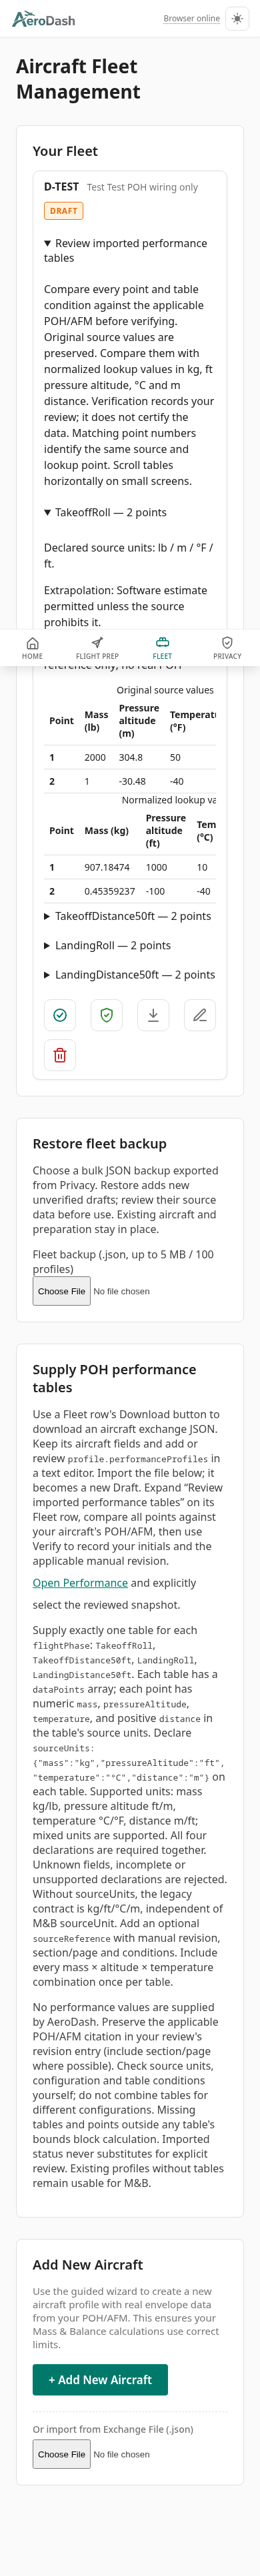 AeroDash
Browser online
Aircraft Fleet
Management
Your Fleet
D-TEST Test Test POH wiring only
DRAFT
▼ Review imported performance
tables
Compare every point and table
condition against the applicable
POH/AFM before verifying.
Original source values are
preserved. Compare them with
normalized lookup values in kg, ft
pressure altitude, °C and m
distance. Verification records your
review; it does not certify the
data. Matching point numbers
identify the same source and
lookup point. Scroll tables
horizontally on small screens.
▼ TakeoffRoll — 2 points
Declared source units: lb / m / °F /
ft.
Extrapolation: Software estimate
permitted unless the source
prohibits it.
HOME
FLIGHT PREP
FLEET
PRIVACY
Original source values
Point Mass (lb) Pressure altitude (m) Temperatu (°F)
1 2000 304.8 50
2 1 -30.48 -40
Normalized lookup va
Point Mass (kg) Pressure altitude (ft) Tem (°C)
1 907.18474 1000 10
2 0.45359237 -100 -40
▶ TakeoffDistance50ft — 2 points
▶ LandingRoll — 2 points
▶ LandingDistance50ft — 2 points
Restore fleet backup
Choose a bulk JSON backup exported
from Privacy. Restore adds new
unverified drafts; review their source
data before use. Existing aircraft and
preparation stay in place.
Fleet backup (.json, up to 5 MB / 100
profiles)
Choose File No file chosen
Supply POH performance
tables
Use a Fleet row's Download button to
download an aircraft exchange JSON.
Keep its aircraft fields and add or
review profile.performanceProfiles in
a text editor. Import the file below; it
becomes a new Draft. Expand “Review
imported performance tables” on its
Fleet row, compare all points against
your aircraft's POH/AFM, then use
Verify to record your initials and the
applicable manual revision.
Open Performance and explicitly
select the reviewed snapshot.
Supply exactly one table for each
flightPhase: TakeoffRoll,
TakeoffDistance50ft, LandingRoll,
LandingDistance50ft. Each table has a
dataPoints array; each point has
numeric mass, pressureAltitude,
temperature, and positive distance in
the table's source units. Declare
sourceUnits:
{"mass":"kg","pressureAltitude":"ft",
"temperature":"°C","distance":"m"} on
each table. Supported units: mass
kg/lb, pressure altitude ft/m,
temperature °C/°F, distance m/ft;
mixed units are supported. All four
declarations are required together.
Unknown fields, incomplete or
unsupported declarations are rejected.
Without sourceUnits, the legacy
contract is kg/ft/°C/m, independent of
M&B sourceUnit. Add an optional
sourceReference with manual revision,
section/page and conditions. Include
every mass × altitude × temperature
combination once per table.
No performance values are supplied
by AeroDash. Preserve the applicable
POH/AFM citation in your review's
revision entry (include section/page
where possible). Check source units,
configuration and table conditions
yourself; do not combine tables for
different configurations. Missing
tables and points outside any table's
bounds block calculation. Imported
status never substitutes for explicit
review. Existing profiles without tables
remain usable for M&B.
Add New Aircraft
Use the guided wizard to create a new
aircraft profile with real envelope data
from your POH/AFM. This ensures your
Mass & Balance calculations use correct
limits.
+ Add New Aircraft
Or import from Exchange File (.json)
Choose File No file chosen